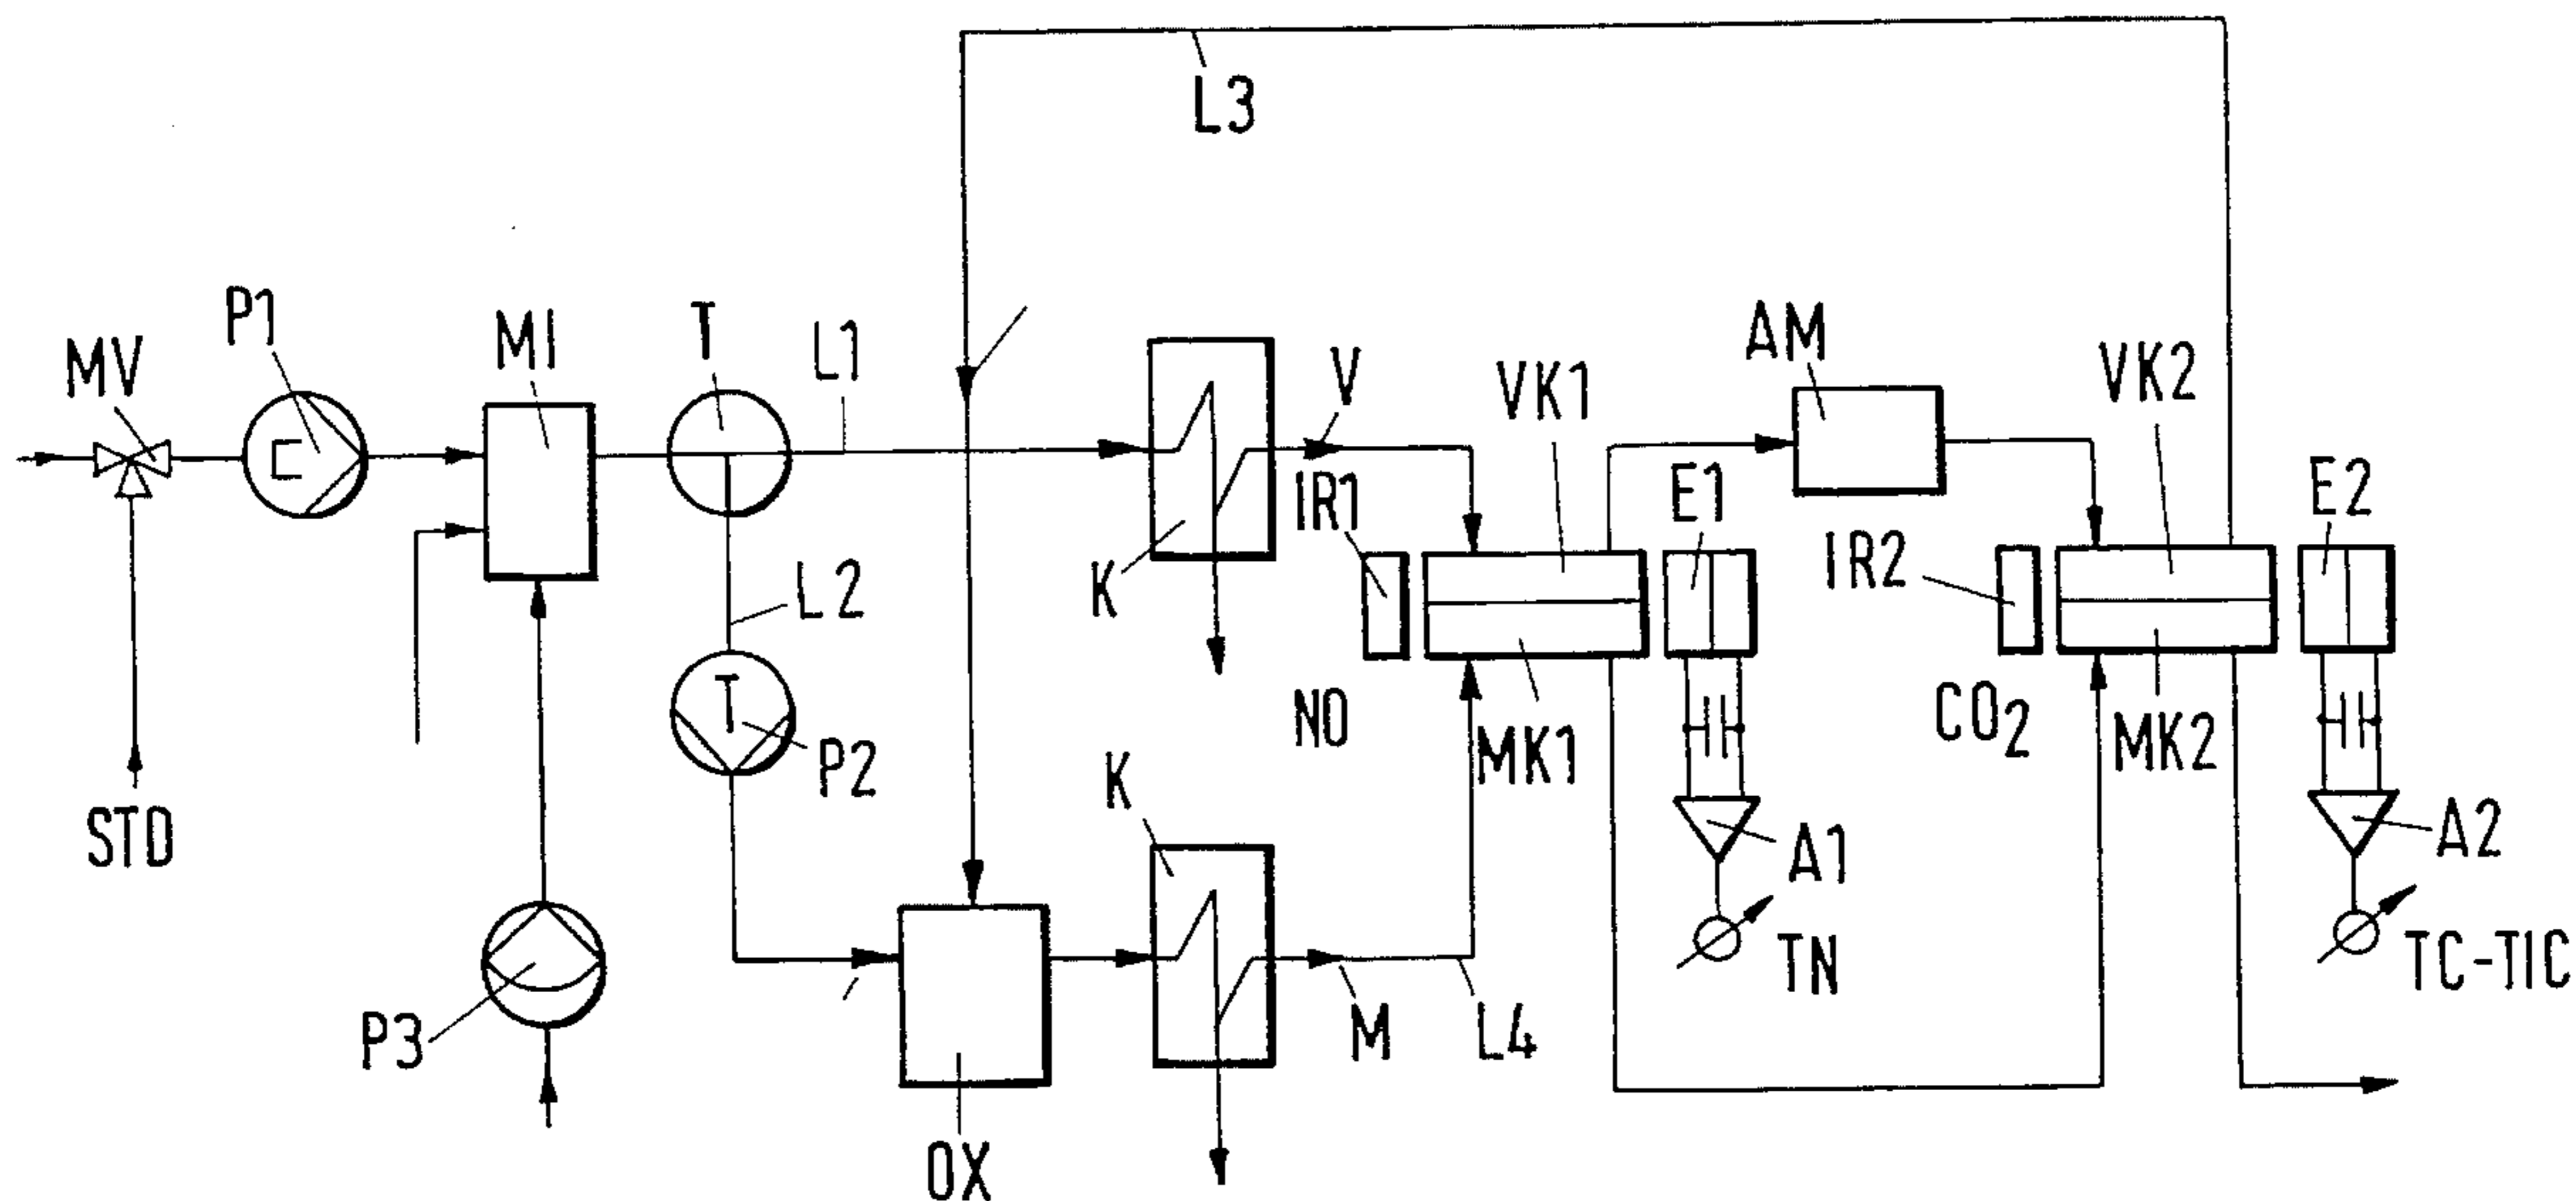 L3
P1
MV
MI
T
L1
V
VK1
AM
VK2
IR1
E1
IR2
E2
K
L2
T
P2
NO
MK1
CO2
MK2
K
STD
A1
A2
TN
TC-TIC
P3
M
L4
OX